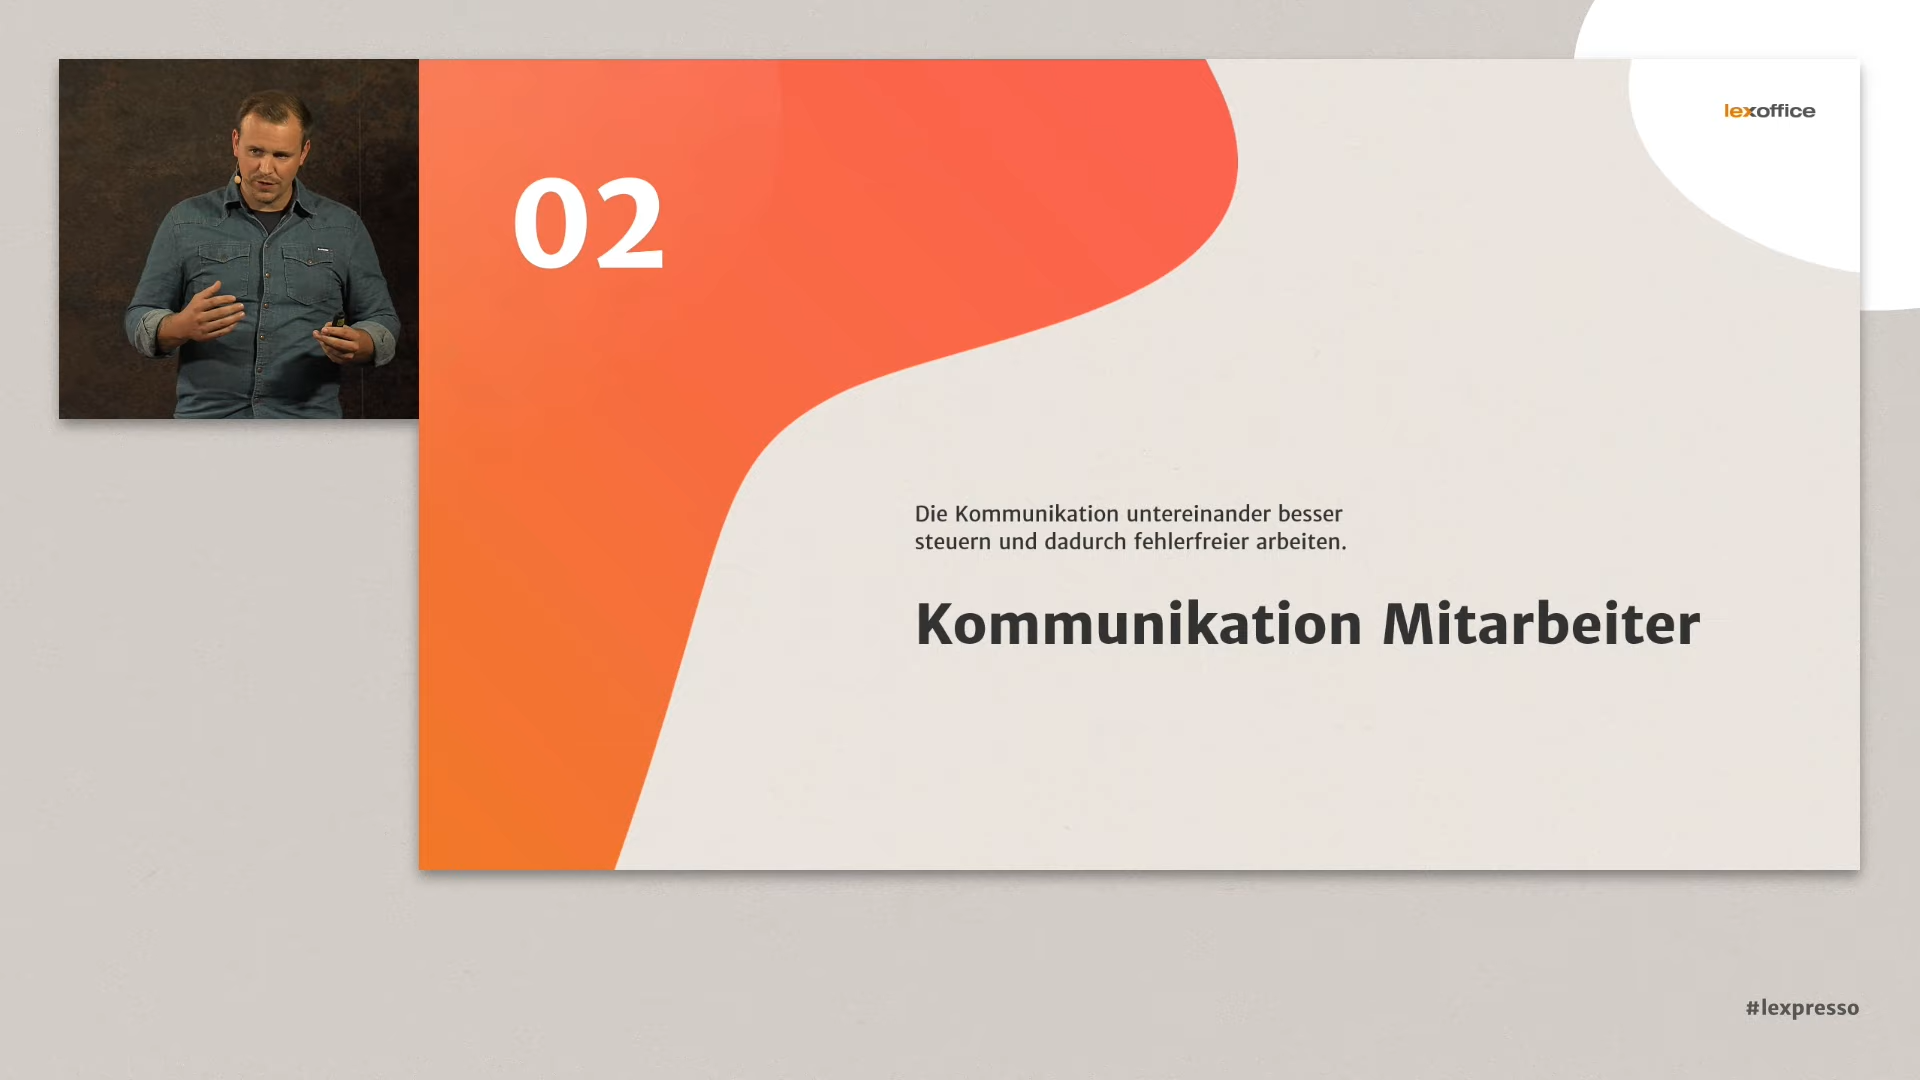 lexoffice
02
Die Kommunikation untereinander besser
steuern und dadurch fehlerfreier arbeiten.
Kommunikation Mitarbeiter
#lexpresso